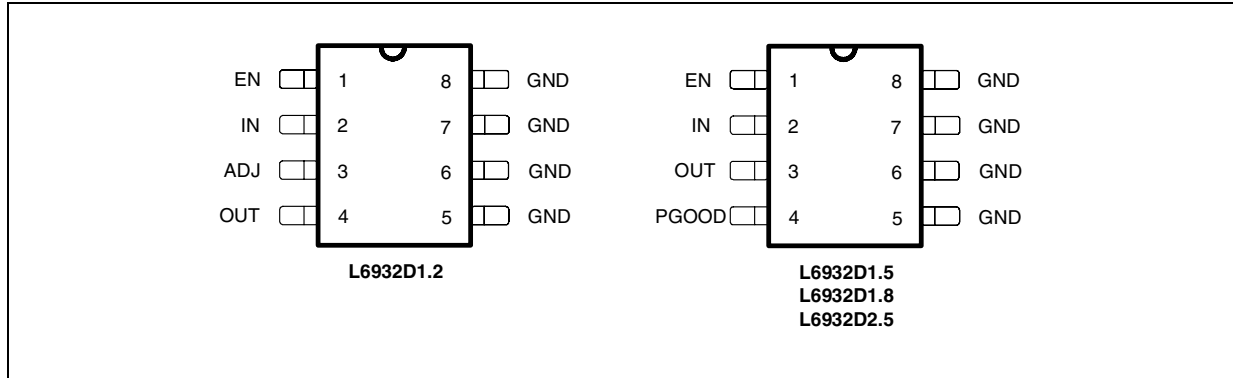 EN 1 8 GND
IN 2 7 GND
ADJ 3 6 GND
OUT 4 5 GND
L6932D1.2
EN 1 8 GND
IN 2 7 GND
OUT 3 6 GND
PGOOD 4 5 GND
L6932D1.5
L6932D1.8
L6932D2.5